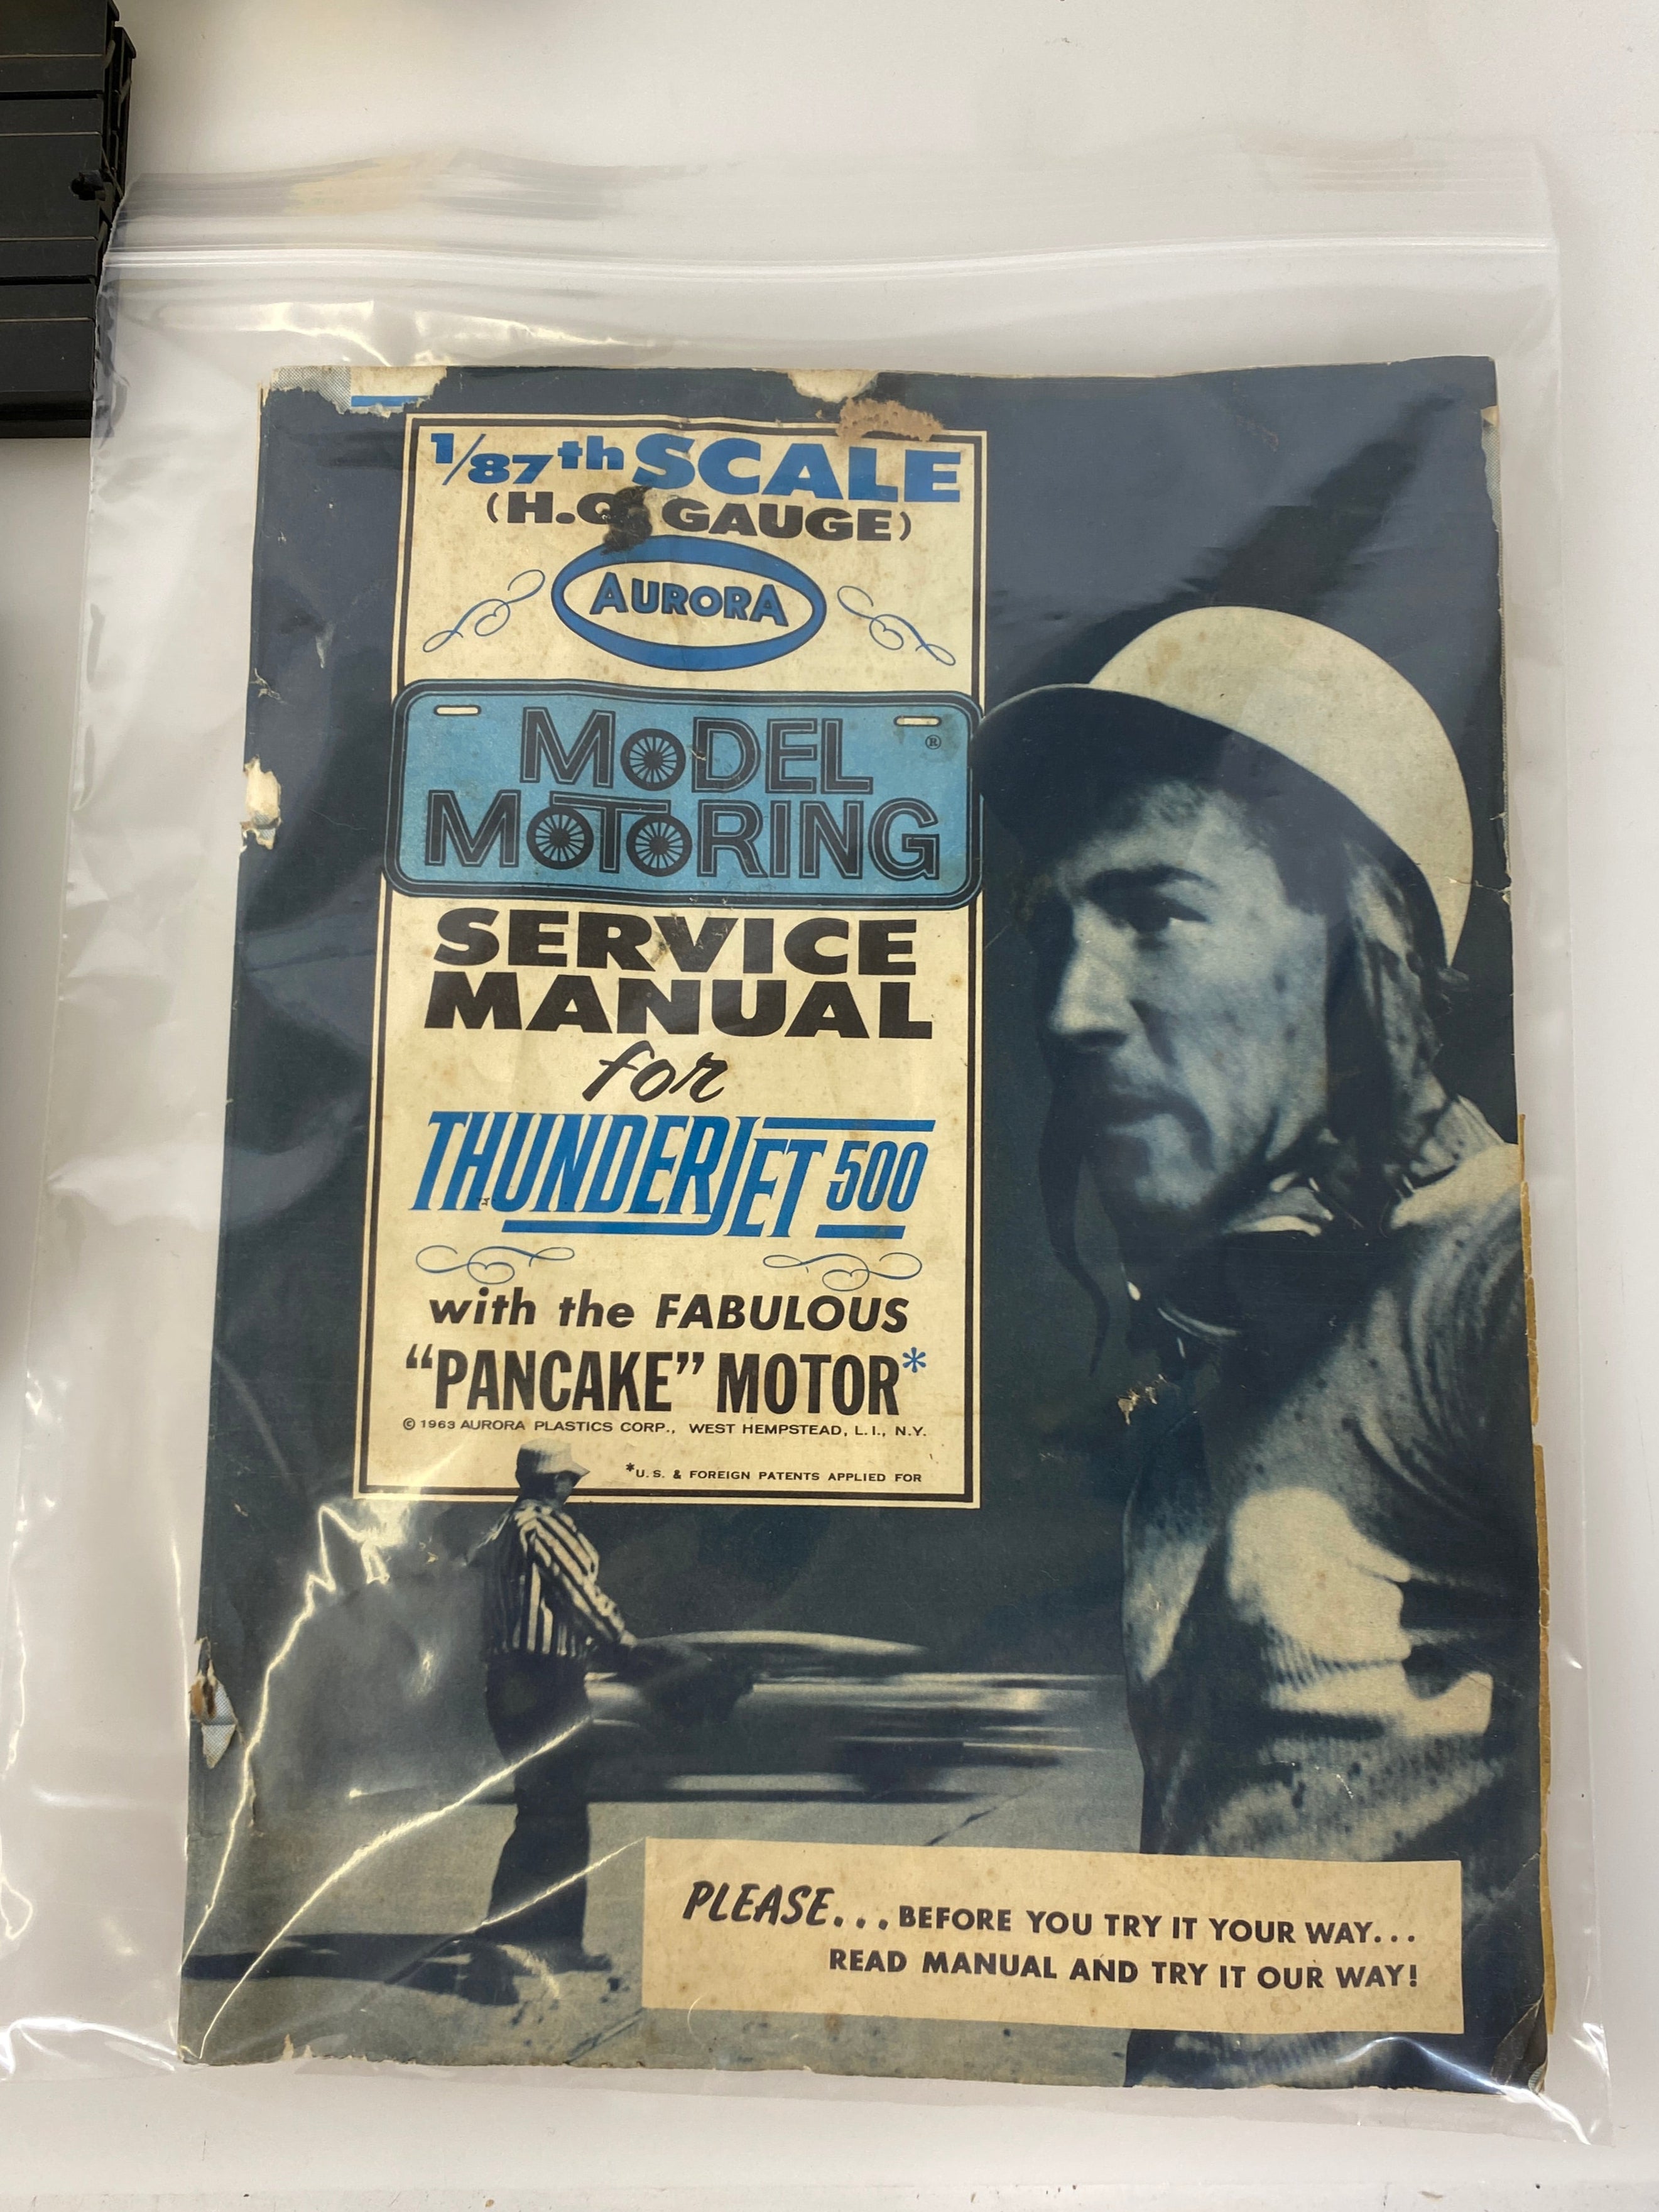 1/87th SCALE
(H.O. GAUGE)
AURORA
MODEL ®
MOTORING
SERVICE
MANUAL
for
THUNDERJET 500
with the FABULOUS
“PANCAKE” MOTOR*
© 1963 AURORA PLASTICS CORP., WEST HEMPSTEAD, L.I., N.Y.
*U.S. & FOREIGN PATENTS APPLIED FOR
PLEASE... BEFORE YOU TRY IT YOUR WAY...
READ MANUAL AND TRY IT OUR WAY!